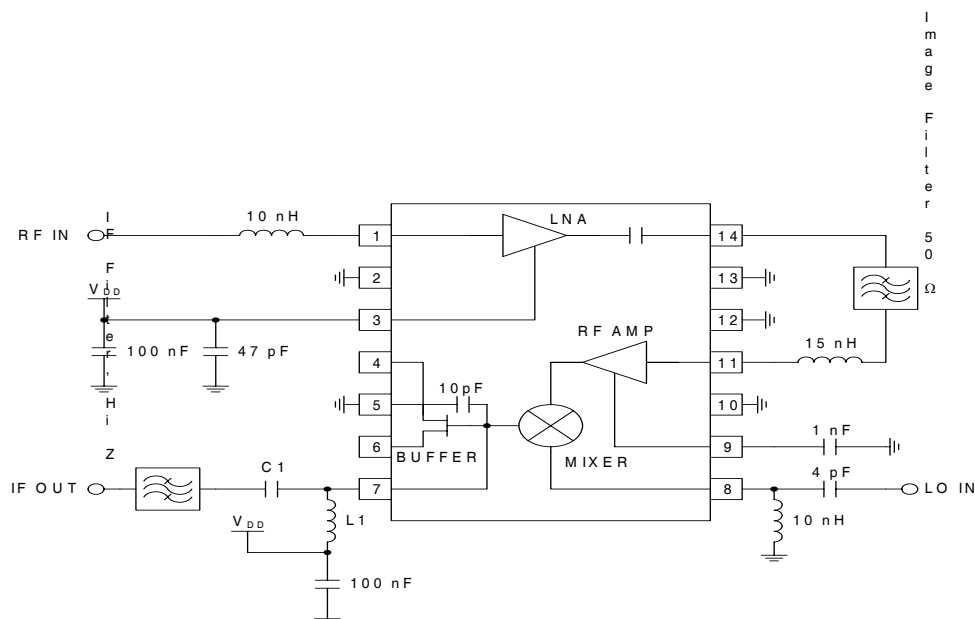 Image Filter 50 Ω
10 nH
LNA
RF IN
1
14
IF Filter, Hi Z
2
13
VDD
3
12
RF AMP
100 nF
47 pF
4
11
15 nH
10pF
5
10
1 nF
6
9
BUFFER
MIXER
C1
4 pF
IF OUT
7
8
LO IN
VDD
L1
10 nH
100 nF